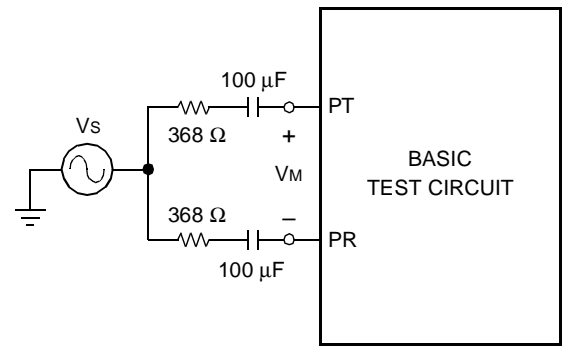 100 μF
PT
368 Ω
+
VS
VM
BASIC
TEST CIRCUIT
368 Ω
–
PR
100 μF